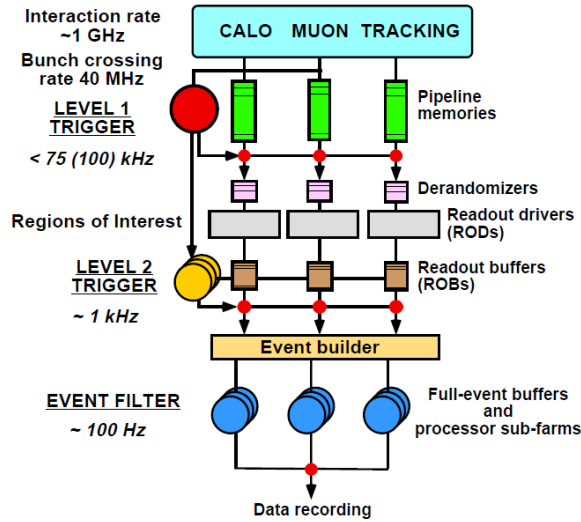 Interaction rate
~1 GHz
CALO MUON TRACKING
Bunch crossing
rate 40 MHz
LEVEL 1
TRIGGER
Pipeline
memories
< 75 (100) kHz
Derandomizers
Regions of Interest
Readout drivers
(RODs)
LEVEL 2
TRIGGER
Readout buffers
(ROBs)
~ 1 kHz
Event builder
EVENT FILTER
~ 100 Hz
Full-event buffers
and
processor sub-farms
Data recording